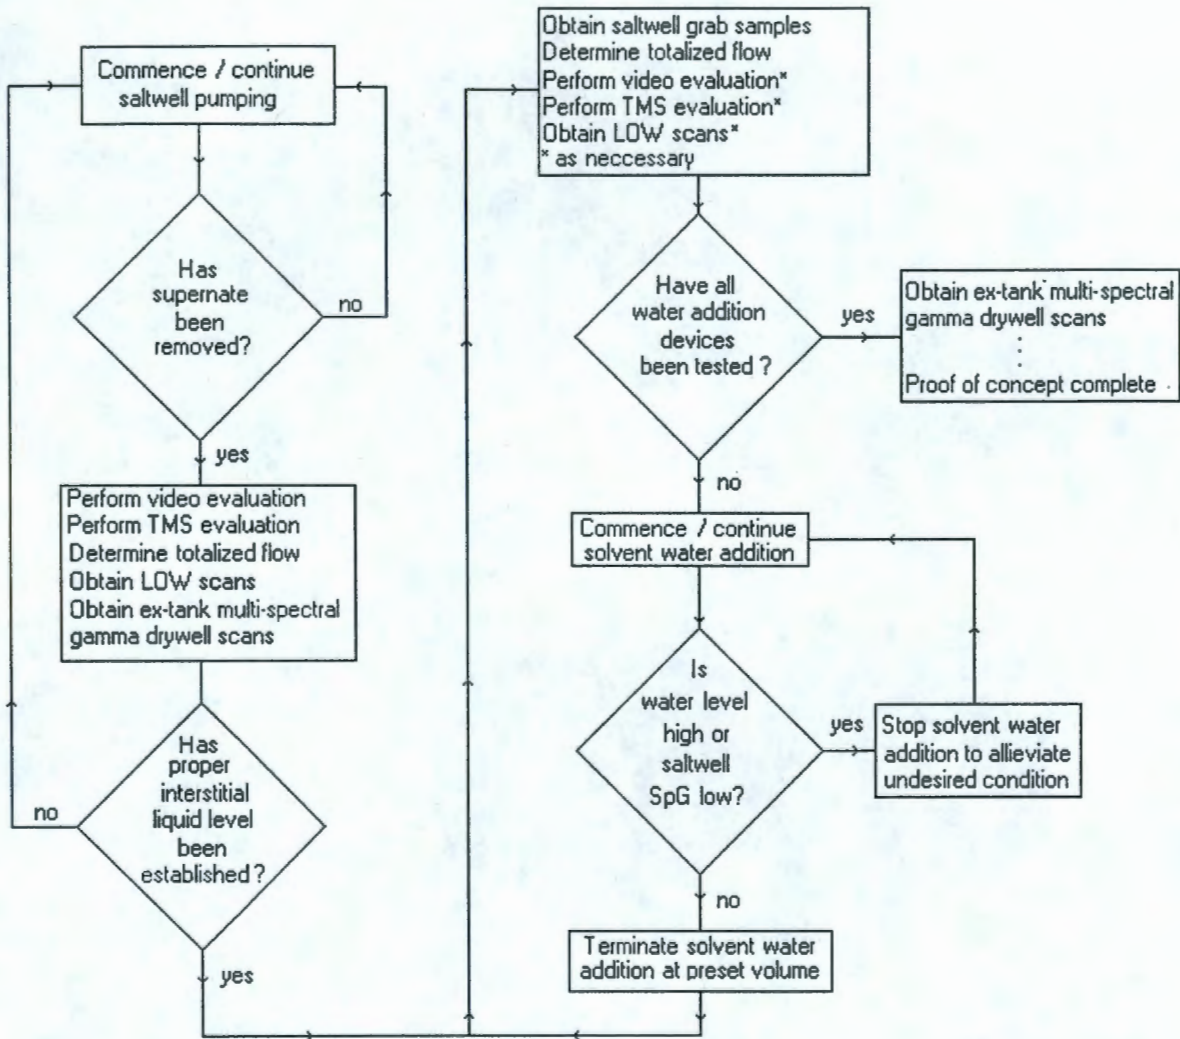 Commence / continue
saltwell pumping
Has
supernate
been
removed?
no
yes
Perform video evaluation
Perform TMS evaluation
Determine totalized flow
Obtain LOW scans
Obtain ex-tank multi-spectral
gamma drywell scans
Has
proper
interstitial
liquid level
been
established?
no
yes
Obtain saltwell grab samples
Determine totalized flow
Perform video evaluation*
Perform TMS evaluation*
Obtain LOW scans*
* as neccessary
Have all
water addition
devices
been tested ?
yes
Obtain ex-tank multi-spectral
gamma drywell scans
⋮
Proof of concept complete
no
Commence / continue
solvent water addition
Is
water level
high or
saltwell
SpG low?
yes
Stop solvent water
addition to alleviate
undesired condition
no
Terminate solvent water
addition at preset volume